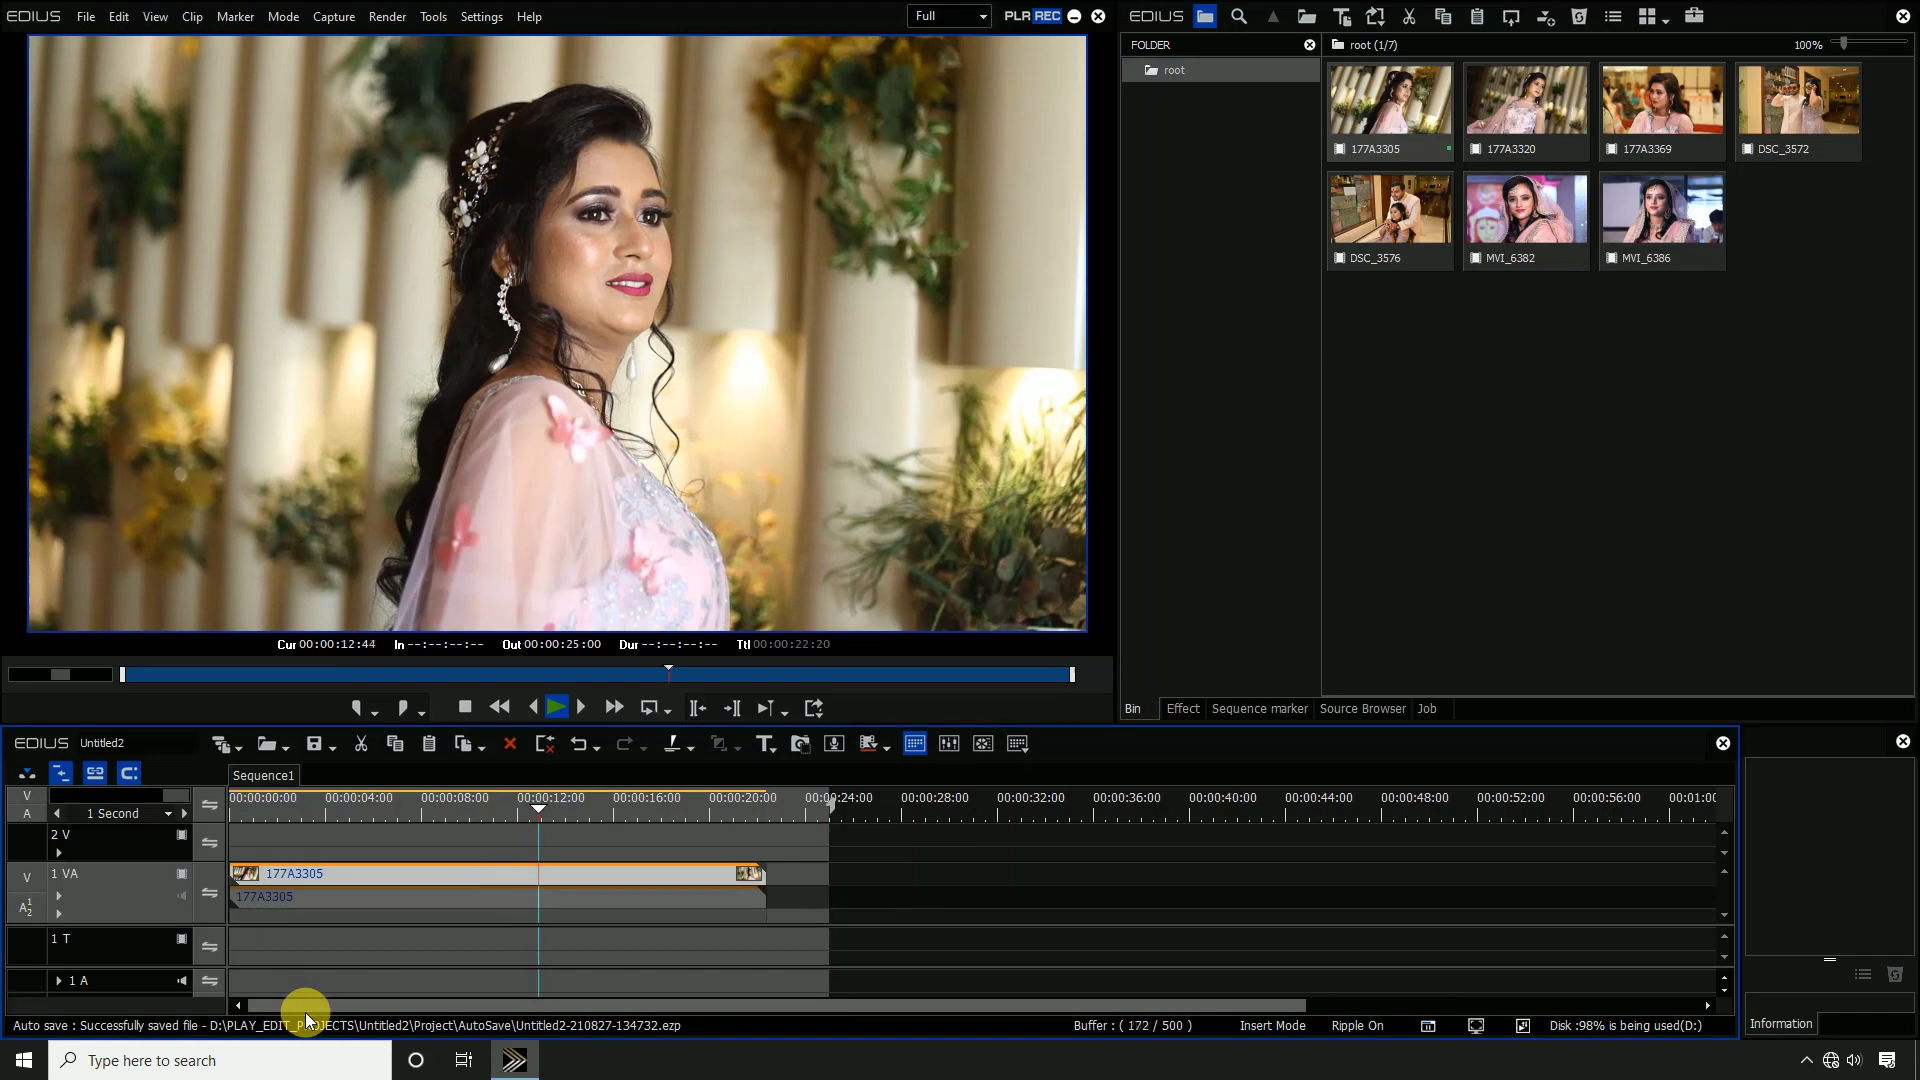 EDIUS File Edit View Clip Marker Mode Capture Render Tools Settings Help Full PLR REC
EDIUS
FOLDER root (1/7) 100%
root
177A3305 177A3320 177A3369 DSC_3572
DSC_3576 MVI_6382 MVI_6386
Cur 00:00:12:44 In --:--:--:-- Out 00:00:25:00 Dur --:--:--:-- Ttl 00:00:22:20
Bin Effect Sequence marker Source Browser Job
EDIUS Untitled2
Sequence1
V
A
1 Second
00:00:00:00 00:00:04:00 00:00:08:00 00:00:12:00 00:00:16:00 00:00:20:00 00:00:24:00 00:00:28:00 00:00:32:00 00:00:36:00 00:00:40:00 00:00:44:00 00:00:48:00 00:00:52:00 00:00:56:00 00:01:00
2 V
V 1 VA 177A3305
A 1 2 177A3305
1 T
1 A
Auto save : Successfully saved file - D:\PLAY_EDIT_PROJECTS\Untitled2\Project\AutoSave\Untitled2-210827-134732.ezp
Buffer : ( 172 / 500 ) Insert Mode Ripple On Disk :98% is being used(D:)
Information
Type here to search